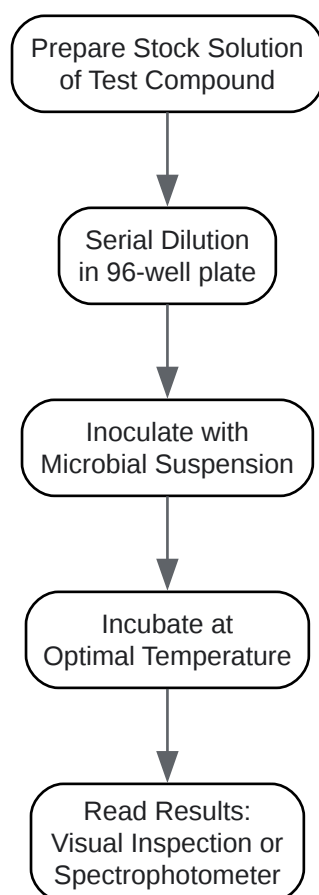 Prepare Stock Solution
of Test Compound
Serial Dilution
in 96-well plate
Inoculate with
Microbial Suspension
Incubate at
Optimal Temperature
Read Results:
Visual Inspection or
Spectrophotometer